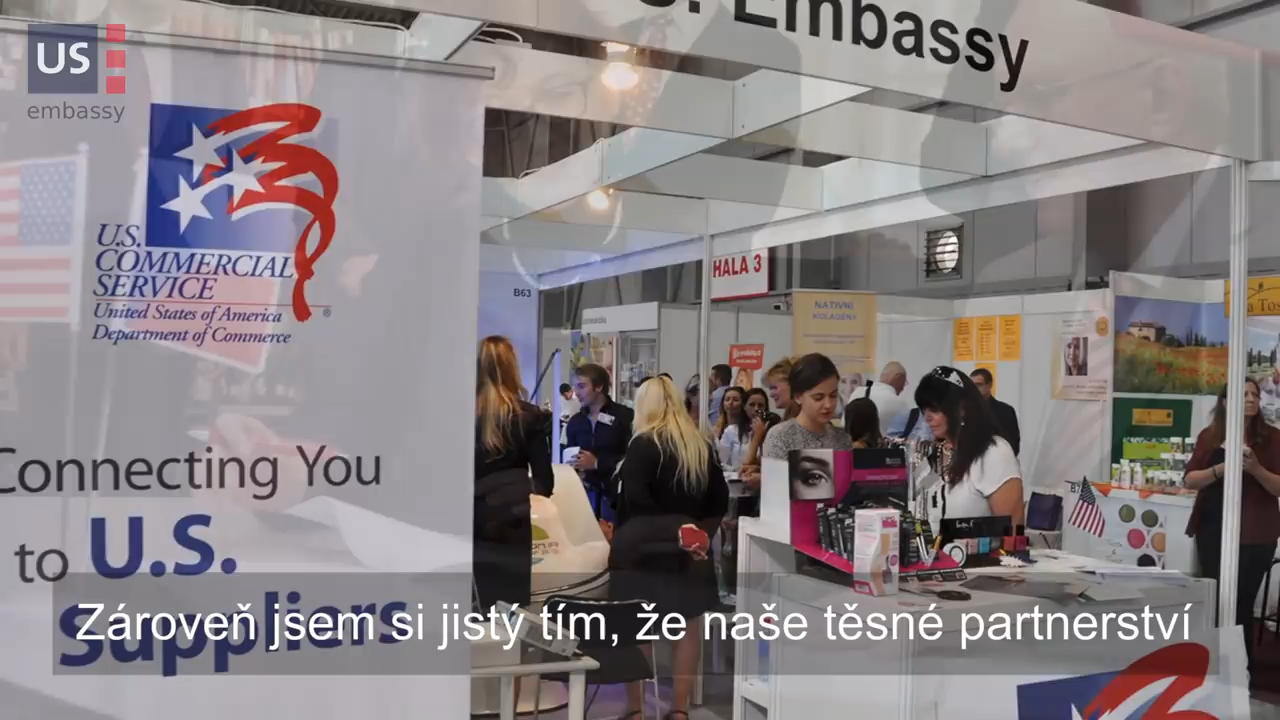 US
embassy
. Embassy
U.S.
COMMERCIAL
SERVICE
United States of America
Department of Commerce
®
Connecting You
to U.S.
Suppliers
B63
HALA 3
NATIVNÍ
KOLAGENY
Zároveň jsem si jistý tím, že naše těsné partnerství